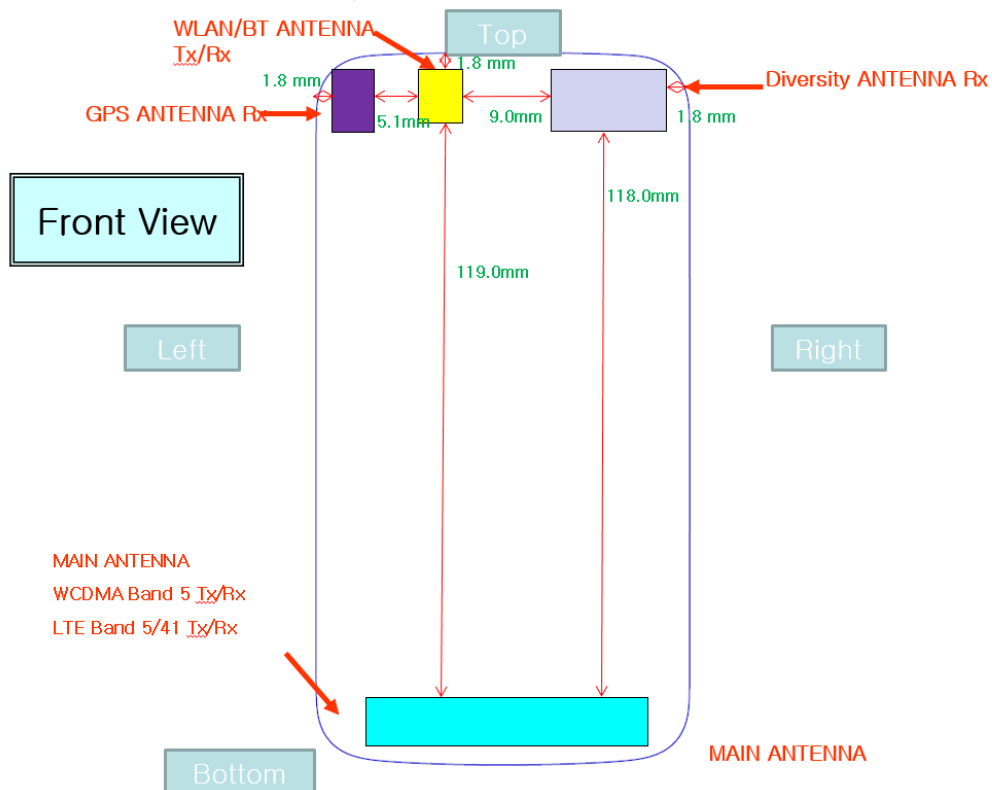 WLAN/BT ANTENNA
Tx/Rx
Top
1.8 mm
1.8 mm
Diversity ANTENNA Rx
GPS ANTENNA Rx
5.1mm
9.0mm
1.8 mm
Front View
118.0mm
119.0mm
Left
Right
MAIN ANTENNA
WCDMA Band 5 Tx/Rx
LTE Band 5/41 Tx/Rx
MAIN ANTENNA
Bottom